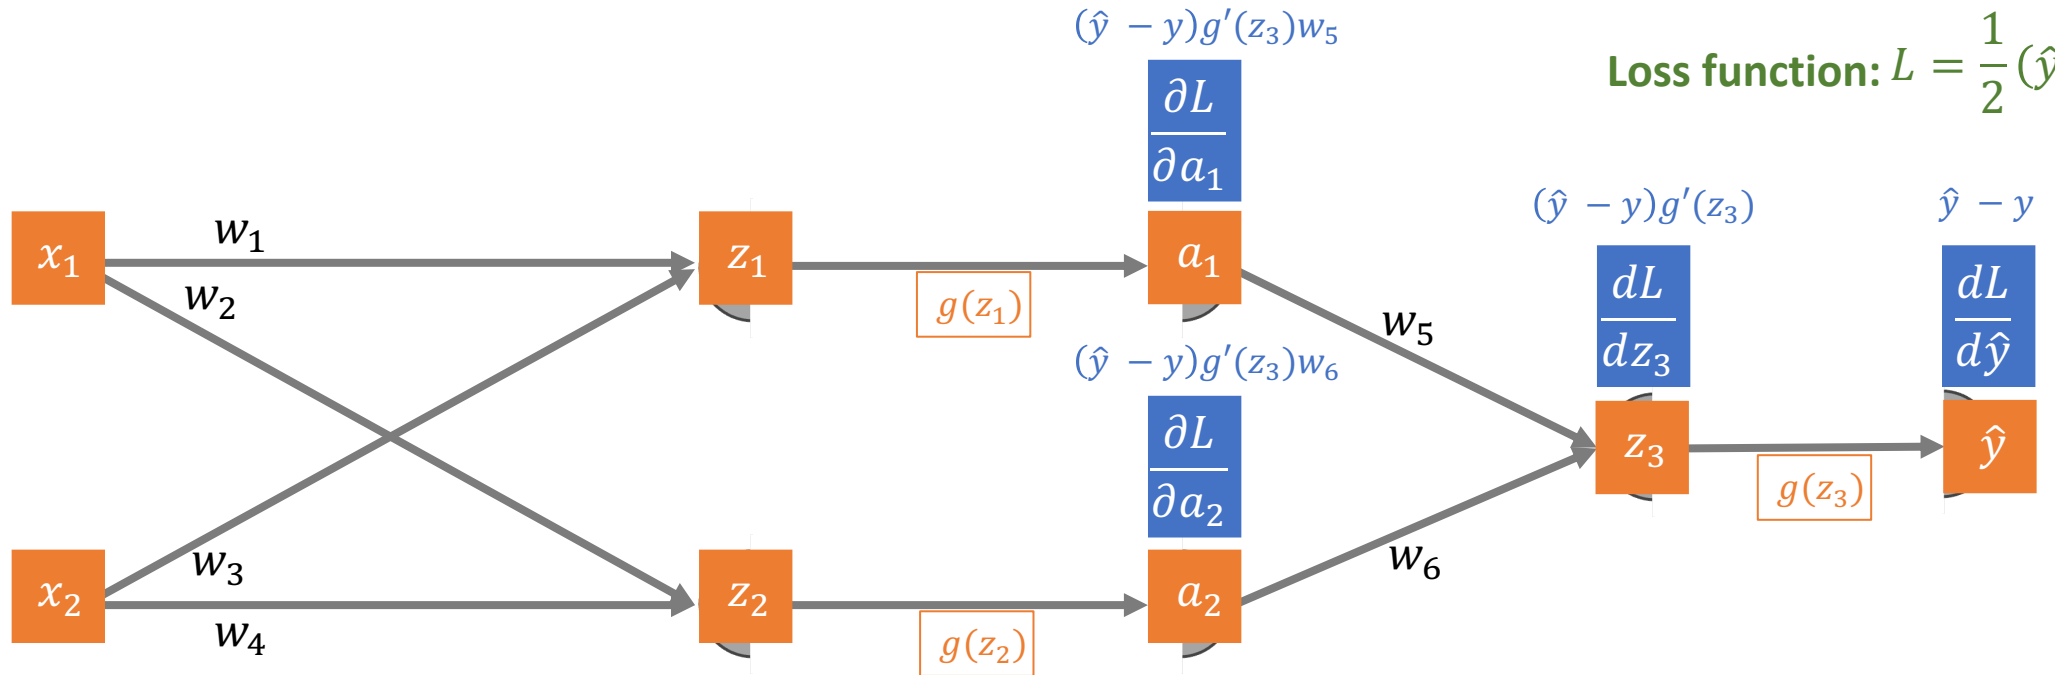 (ŷ − y)g′(z₃)w₅
Loss function: L = 1/2 (ŷ
∂L/∂a₁
(ŷ − y)g′(z₃)
ŷ − y
x₁
w₁
z₁
a₁
w₂
g(z₁)
dL/dz₃
dL/dŷ
w₅
(ŷ − y)g′(z₃)w₆
∂L/∂a₂
z₃
ŷ
g(z₃)
w₃
w₆
x₂
z₂
a₂
w₄
g(z₂)